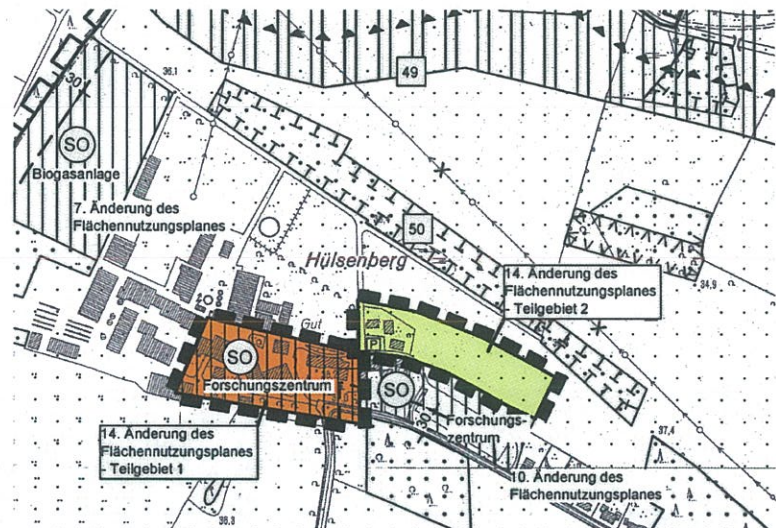 36,1
49
30
SO
Biogasanlage
7. Änderung des
Flächennutzungsplanes
50
Hülsenberg
14. Änderung des
Flächennutzungsplanes
- Teilgebiet 2
34,9
Gut
P
SO
Forschungszentrum
SO
30
Forschungs-
zentrum
14. Änderung des
Flächennutzungsplanes
- Teilgebiet 1
37,4
10. Änderung des
Flächennutzungsplanes
38,3